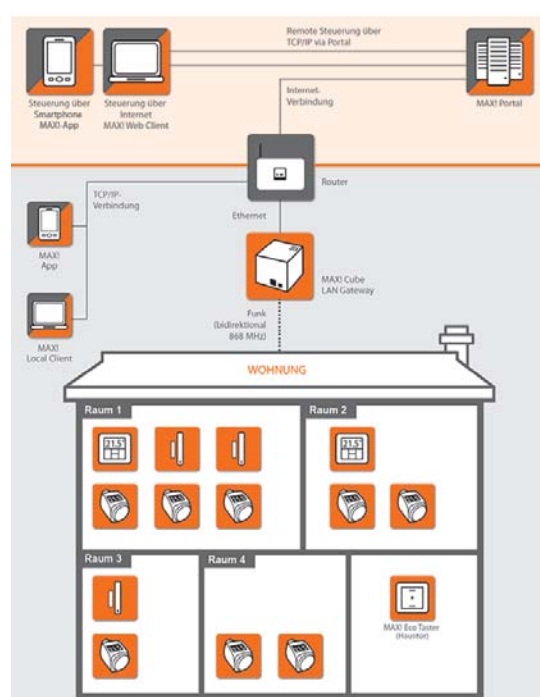 Remote Steuerung über
TCP/IP via Portal
Steuerung über
Smartphone
MAX!-App
Steuerung über
Internet
MAX! Web Client
Internet-
Verbindung
MAX! Portal
TCP/IP-
Verbindung
Router
Ethernet
MAX!
App
MAX! Cube
LAN Gateway
Funk
(bidirektional
868 MHz)
MAX!
Local Client
WOHNUNG
Raum 1
Raum 2
21.5°
21.5°
Raum 3
Raum 4
MAX! Eco Taster
(Haustür)